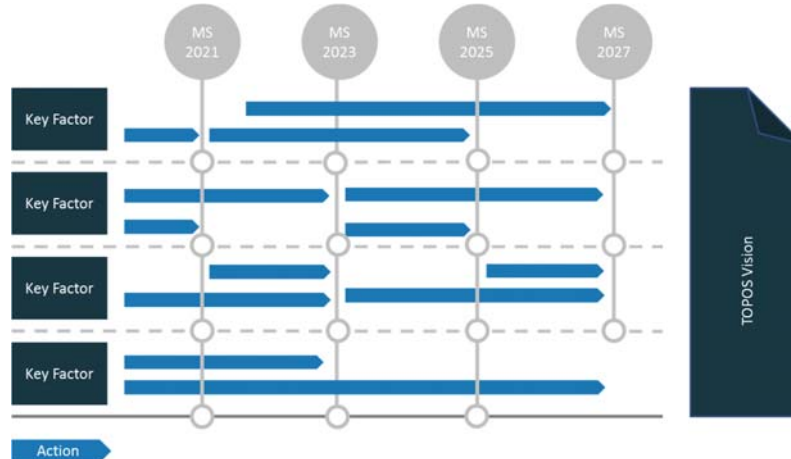 MS
2021
MS
2023
MS
2025
MS
2027
Key Factor
Key Factor
Key Factor
Key Factor
TOPOS Vision
Action